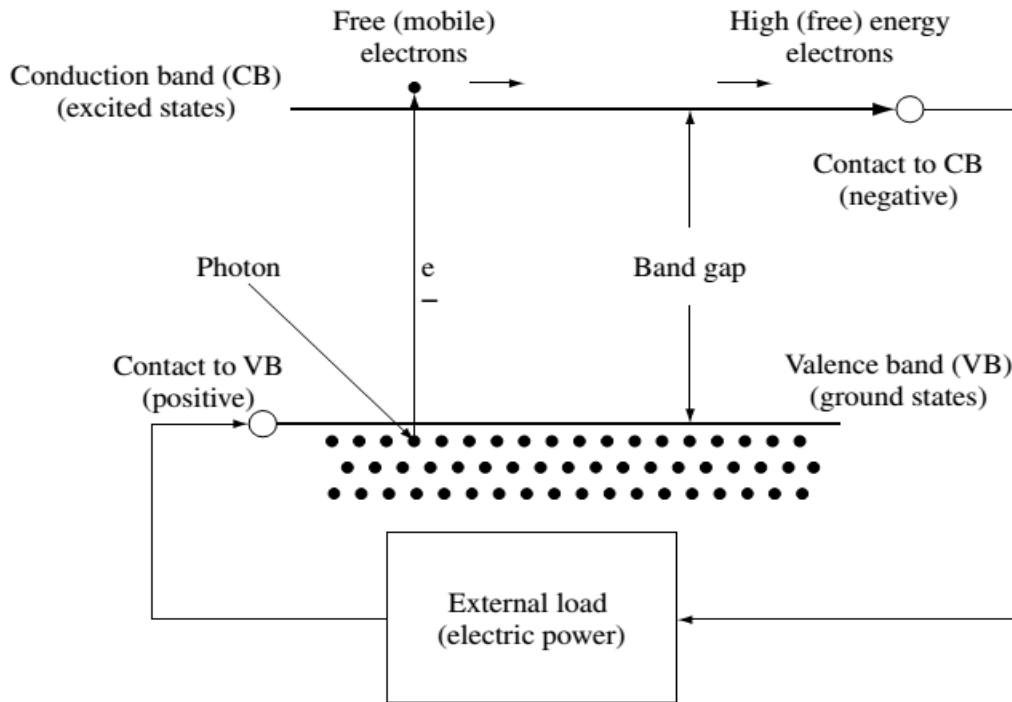 Free (mobile)
electrons
High (free) energy
electrons
Conduction band (CB)
(excited states)
Contact to CB
(negative)
Photon
e
–
Band gap
Contact to VB
(positive)
Valence band (VB)
(ground states)
External load
(electric power)